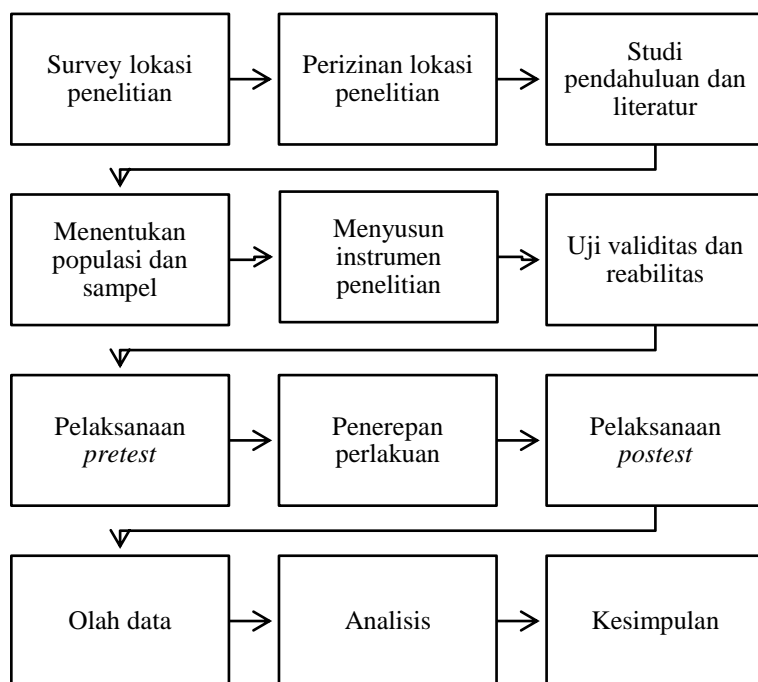 Survey lokasi
penelitian
Perizinan lokasi
penelitian
Studi
pendahuluan dan
literatur
Menentukan
populasi dan
sampel
Menyusun
instrumen
penelitian
Uji validitas dan
reabilitas
Pelaksanaan
pretest
Penerepan
perlakuan
Pelaksanaan
postest
Olah data
Analisis
Kesimpulan